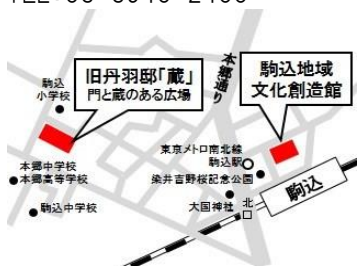 旧丹羽邸「蔵」
門と蔵のある広場
本郷通り
駒込地域
文化創造館
駒込
小学校
東京メトロ南北線
駒込駅
染井吉野桜記念公園
本郷中学校
本郷高等学校
駒込中学校
大国神社
北
口
駒込